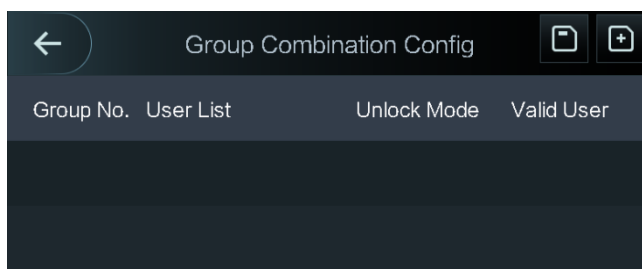 Group Combination Config
Group No. User List Unlock Mode Valid User